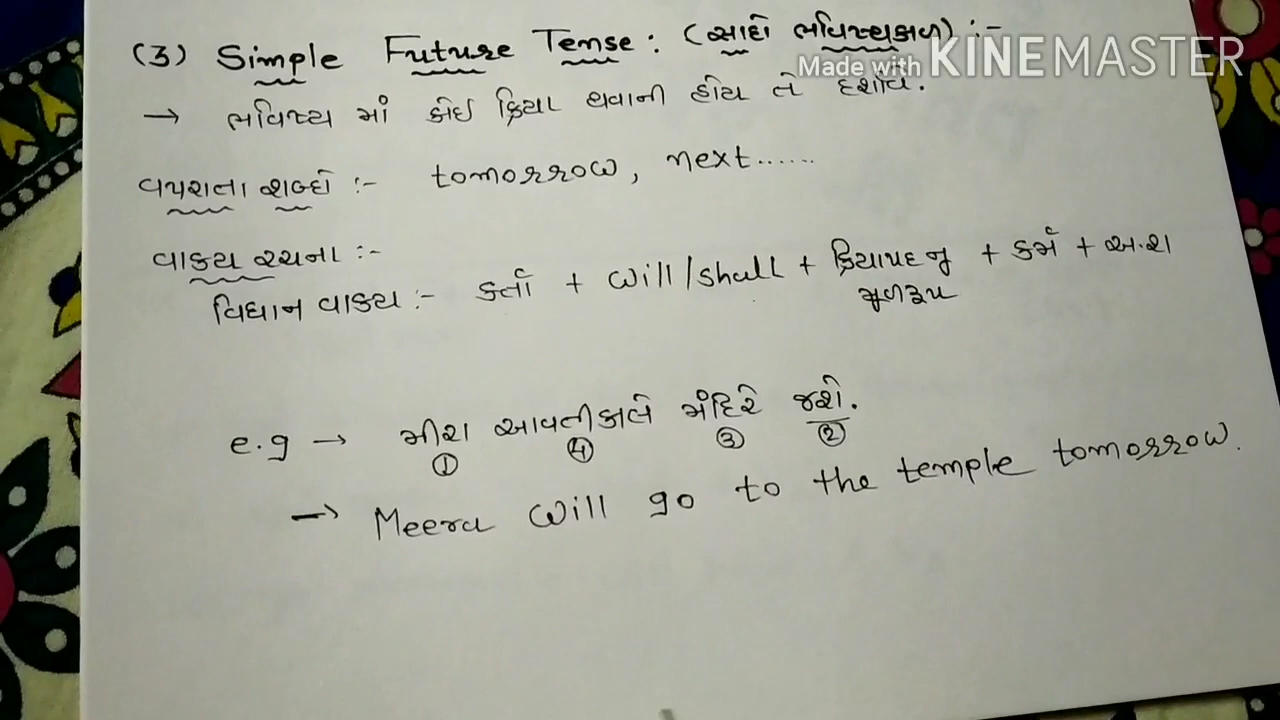 (3) Simple Future Tense : (સાદો ભવિષ્યકાળ) :-
Made with KINEMASTER
→ ભવિષ્ય માં કોઈ ક્રિયા થવાની હોય તે દર્શાવે.
વપરાતા શબ્દો :- tomorrow, next......
વાક્ય રચના :-
વિધાન વાક્ય :- કર્તા + will/shall + ક્રિયાપદ નુ + કર્મ + અ.શ
મૂળરૂપ
e.g → મીરા આવતીકાલે મંદિરે જશે.
① ④ ③ ②
→ Meera will go to the temple tomorrow.